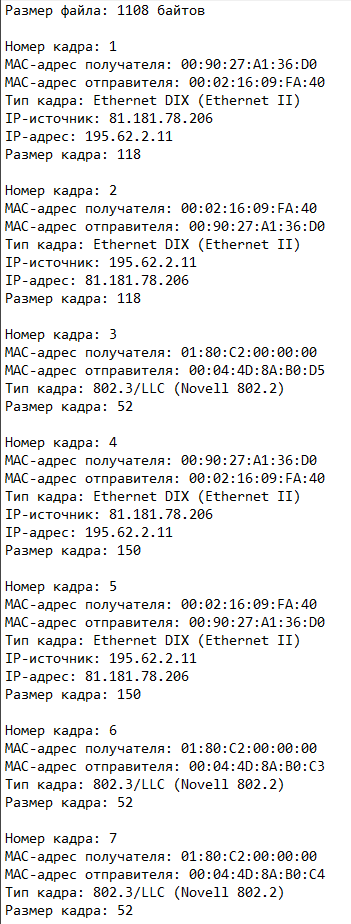 Размер файла: 1108 байтов

Номер кадра: 1
MAC-адрес получателя: 00:90:27:A1:36:D0
MAC-адрес отправителя: 00:02:16:09:FA:40
Тип кадра: Ethernet DIX (Ethernet II)
IP-источник: 81.181.78.206
IP-адрес: 195.62.2.11
Размер кадра: 118

Номер кадра: 2
MAC-адрес получателя: 00:02:16:09:FA:40
MAC-адрес отправителя: 00:90:27:A1:36:D0
Тип кадра: Ethernet DIX (Ethernet II)
IP-источник: 195.62.2.11
IP-адрес: 81.181.78.206
Размер кадра: 118

Номер кадра: 3
MAC-адрес получателя: 01:80:C2:00:00:00
MAC-адрес отправителя: 00:04:4D:8A:B0:D5
Тип кадра: 802.3/LLC (Novell 802.2)
Размер кадра: 52

Номер кадра: 4
MAC-адрес получателя: 00:90:27:A1:36:D0
MAC-адрес отправителя: 00:02:16:09:FA:40
Тип кадра: Ethernet DIX (Ethernet II)
IP-источник: 81.181.78.206
IP-адрес: 195.62.2.11
Размер кадра: 150

Номер кадра: 5
MAC-адрес получателя: 00:02:16:09:FA:40
MAC-адрес отправителя: 00:90:27:A1:36:D0
Тип кадра: Ethernet DIX (Ethernet II)
IP-источник: 195.62.2.11
IP-адрес: 81.181.78.206
Размер кадра: 150

Номер кадра: 6
MAC-адрес получателя: 01:80:C2:00:00:00
MAC-адрес отправителя: 00:04:4D:8A:B0:C3
Тип кадра: 802.3/LLC (Novell 802.2)
Размер кадра: 52

Номер кадра: 7
MAC-адрес получателя: 01:80:C2:00:00:00
MAC-адрес отправителя: 00:04:4D:8A:B0:C4
Тип кадра: 802.3/LLC (Novell 802.2)
Размер кадра: 52